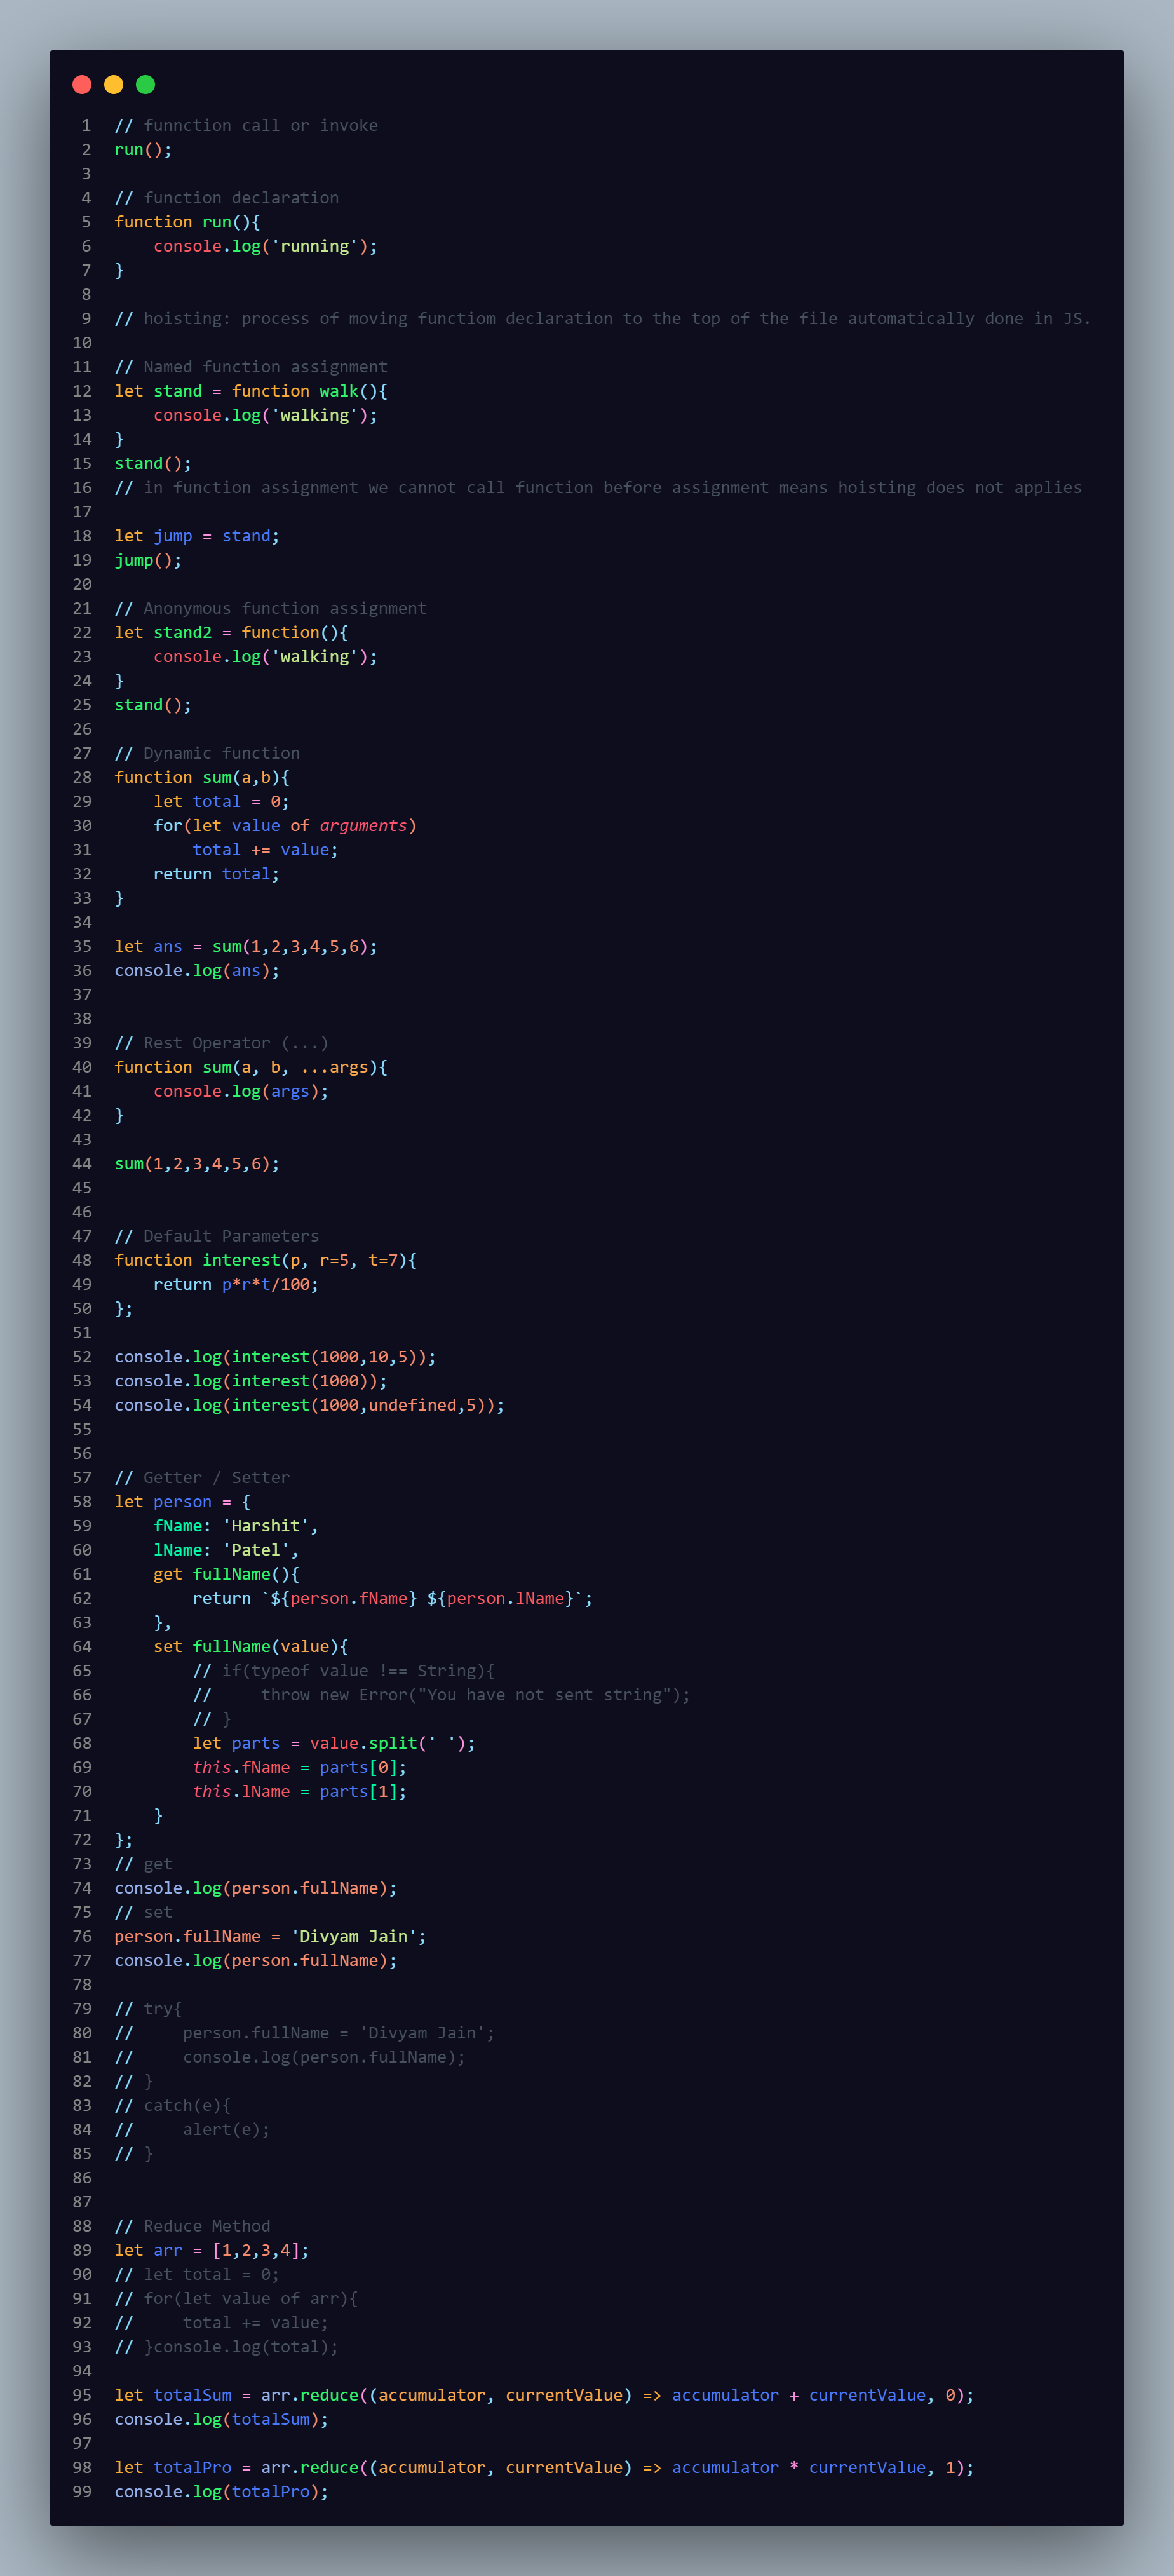 1 // funnction call or invoke
2 run();
3
4 // function declaration
5 function run(){
6     console.log('running');
7 }
8
9 // hoisting: process of moving functiom declaration to the top of the file automatically done in JS.
10
11 // Named function assignment
12 let stand = function walk(){
13     console.log('walking');
14 }
15 stand();
16 // in function assignment we cannot call function before assignment means hoisting does not applies
17
18 let jump = stand;
19 jump();
20
21 // Anonymous function assignment
22 let stand2 = function(){
23     console.log('walking');
24 }
25 stand();
26
27 // Dynamic function
28 function sum(a,b){
29     let total = 0;
30     for(let value of arguments)
31         total += value;
32     return total;
33 }
34
35 let ans = sum(1,2,3,4,5,6);
36 console.log(ans);
37
38
39 // Rest Operator (...)
40 function sum(a, b, ...args){
41     console.log(args);
42 }
43
44 sum(1,2,3,4,5,6);
45
46
47 // Default Parameters
48 function interest(p, r=5, t=7){
49     return p*r*t/100;
50 };
51
52 console.log(interest(1000,10,5));
53 console.log(interest(1000));
54 console.log(interest(1000,undefined,5));
55
56
57 // Getter / Setter
58 let person = {
59     fName: 'Harshit',
60     lName: 'Patel',
61     get fullName(){
62         return `${person.fName} ${person.lName}`;
63     },
64     set fullName(value){
65         // if(typeof value !== String){
66         //     throw new Error("You have not sent string");
67         // }
68         let parts = value.split(' ');
69         this.fName = parts[0];
70         this.lName = parts[1];
71     }
72 };
73 // get
74 console.log(person.fullName);
75 // set
76 person.fullName = 'Divyam Jain';
77 console.log(person.fullName);
78
79 // try{
80 //     person.fullName = 'Divyam Jain';
81 //     console.log(person.fullName);
82 // }
83 // catch(e){
84 //     alert(e);
85 // }
86
87
88 // Reduce Method
89 let arr = [1,2,3,4];
90 // let total = 0;
91 // for(let value of arr){
92 //     total += value;
93 // }console.log(total);
94
95 let totalSum = arr.reduce((accumulator, currentValue) => accumulator + currentValue, 0);
96 console.log(totalSum);
97
98 let totalPro = arr.reduce((accumulator, currentValue) => accumulator * currentValue, 1);
99 console.log(totalPro);